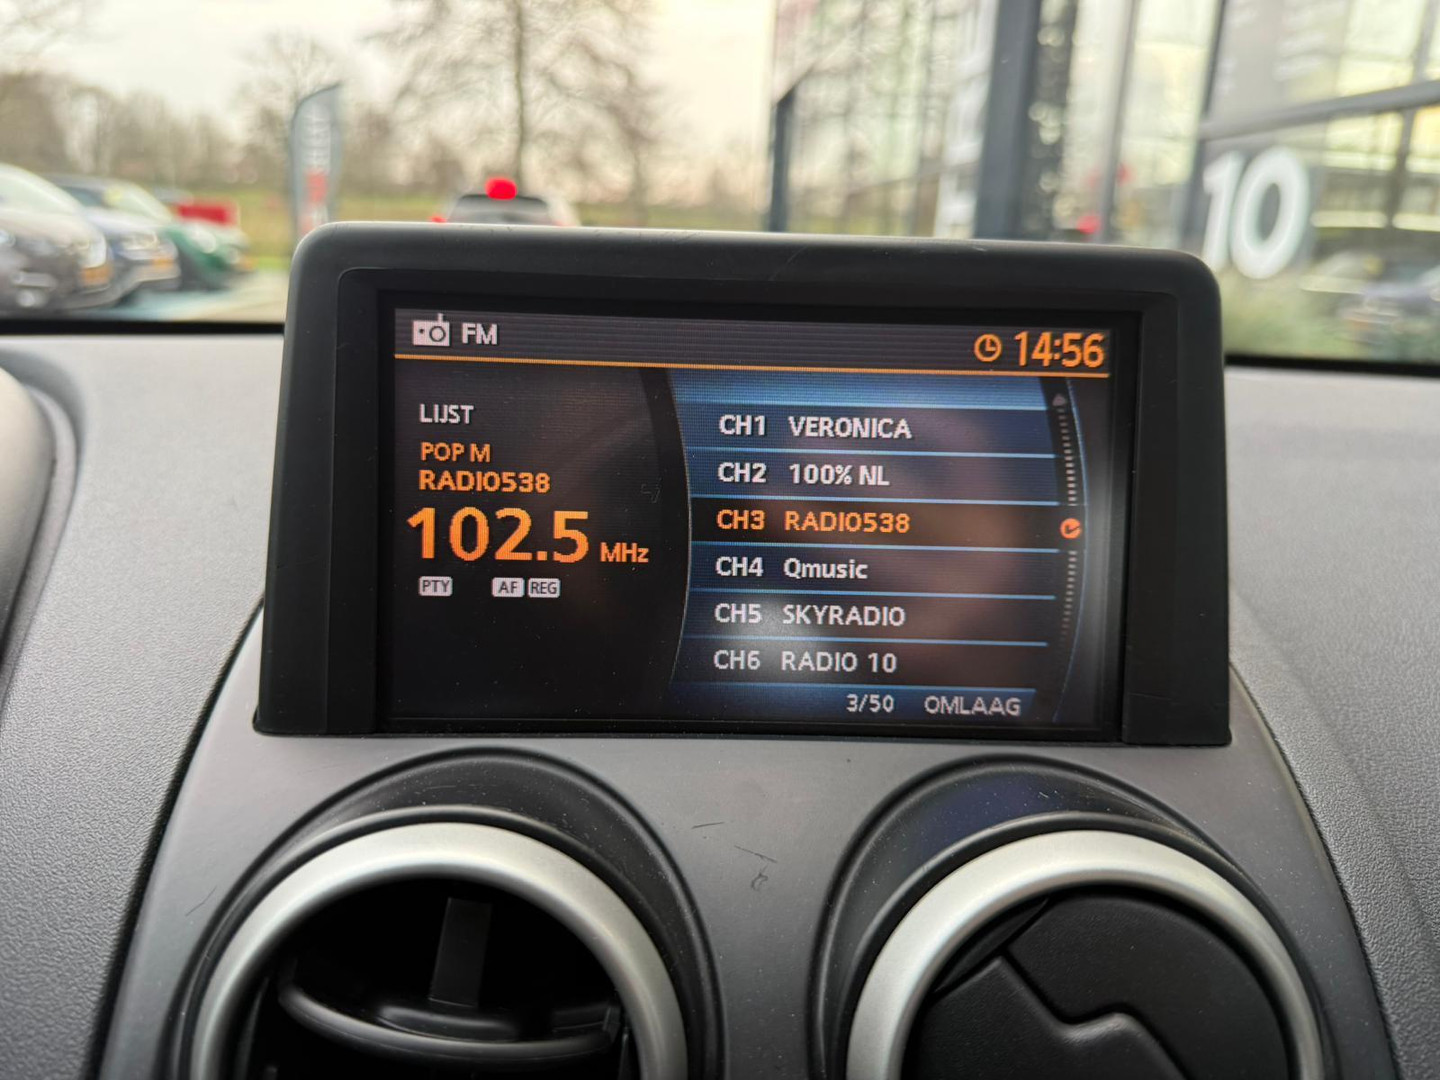 FM
14:56
LIJST
POP M
RADIO538
102.5 MHz
PTY AF REG
CH1 VERONICA
CH2 100% NL
CH3 RADIO538
CH4 Qmusic
CH5 SKYRADIO
CH6 RADIO 10
3/50 OMLAAG
10